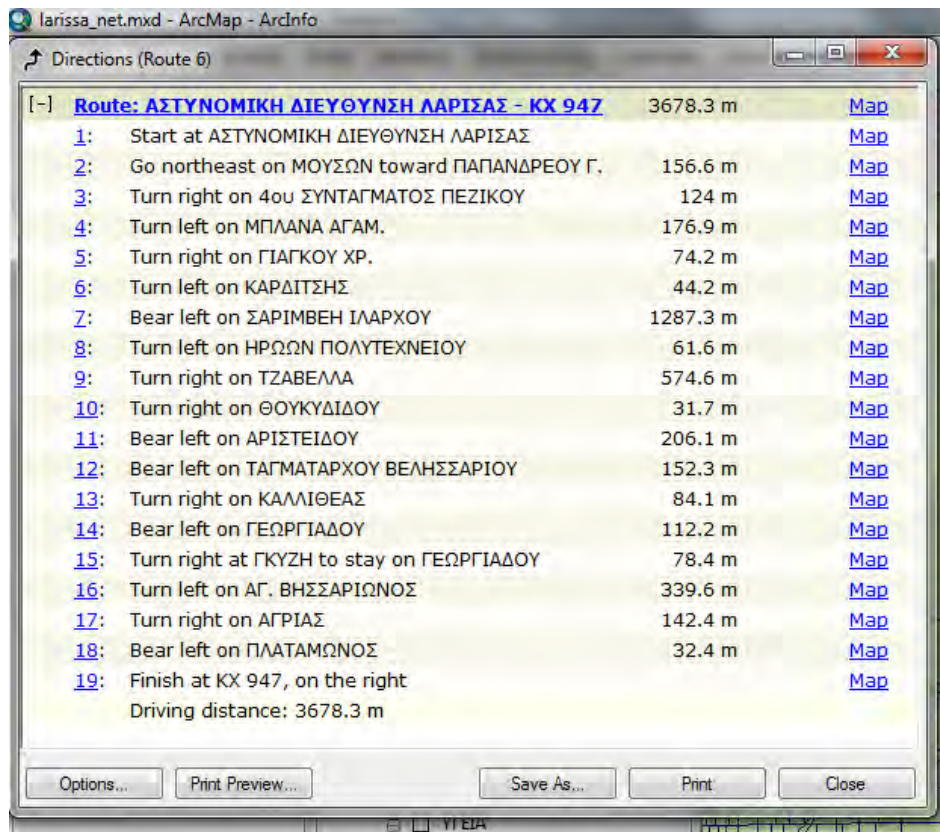 larissa_net.mxd - ArcMap - ArcInfo
Directions (Route 6)
[-] Route: ΑΣΤΥΝΟΜΙΚΗ ΔΙΕΥΘΥΝΣΗ ΛΑΡΙΣΑΣ - ΚΧ 947 3678.3 m Map
1: Start at ΑΣΤΥΝΟΜΙΚΗ ΔΙΕΥΘΥΝΣΗ ΛΑΡΙΣΑΣ Map
2: Go northeast on ΜΟΥΣΩΝ toward ΠΑΠΑΝΔΡΕΟΥ Γ. 156.6 m Map
3: Turn right on 4ου ΣΥΝΤΑΓΜΑΤΟΣ ΠΕΖΙΚΟΥ 124 m Map
4: Turn left on ΜΠΛΑΝΑ ΑΓΑΜ. 176.9 m Map
5: Turn right on ΓΙΑΓΚΟΥ ΧΡ. 74.2 m Map
6: Turn left on ΚΑΡΔΙΤΣΗΣ 44.2 m Map
7: Bear left on ΣΑΡΙΜΒΕΗ ΙΛΑΡΧΟΥ 1287.3 m Map
8: Turn left on ΗΡΩΩΝ ΠΟΛΥΤΕΧΝΕΙΟΥ 61.6 m Map
9: Turn right on ΤΖΑΒΕΛΛΑ 574.6 m Map
10: Turn right on ΘΟΥΚΥΔΙΔΟΥ 31.7 m Map
11: Bear left on ΑΡΙΣΤΕΙΔΟΥ 206.1 m Map
12: Bear left on ΤΑΓΜΑΤΑΡΧΟΥ ΒΕΛΗΣΣΑΡΙΟΥ 152.3 m Map
13: Turn right on ΚΑΛΛΙΘΕΑΣ 84.1 m Map
14: Bear left on ΓΕΩΡΓΙΑΔΟΥ 112.2 m Map
15: Turn right at ΓΚΥΖΗ to stay on ΓΕΩΡΓΙΑΔΟΥ 78.4 m Map
16: Turn left on ΑΓ. ΒΗΣΣΑΡΙΩΝΟΣ 339.6 m Map
17: Turn right on ΑΓΡΙΑΣ 142.4 m Map
18: Bear left on ΠΛΑΤΑΜΩΝΟΣ 32.4 m Map
19: Finish at ΚΧ 947, on the right Map
Driving distance: 3678.3 m
Options... Print Preview... Save As... Print Close
ΥΓΕΙΑ